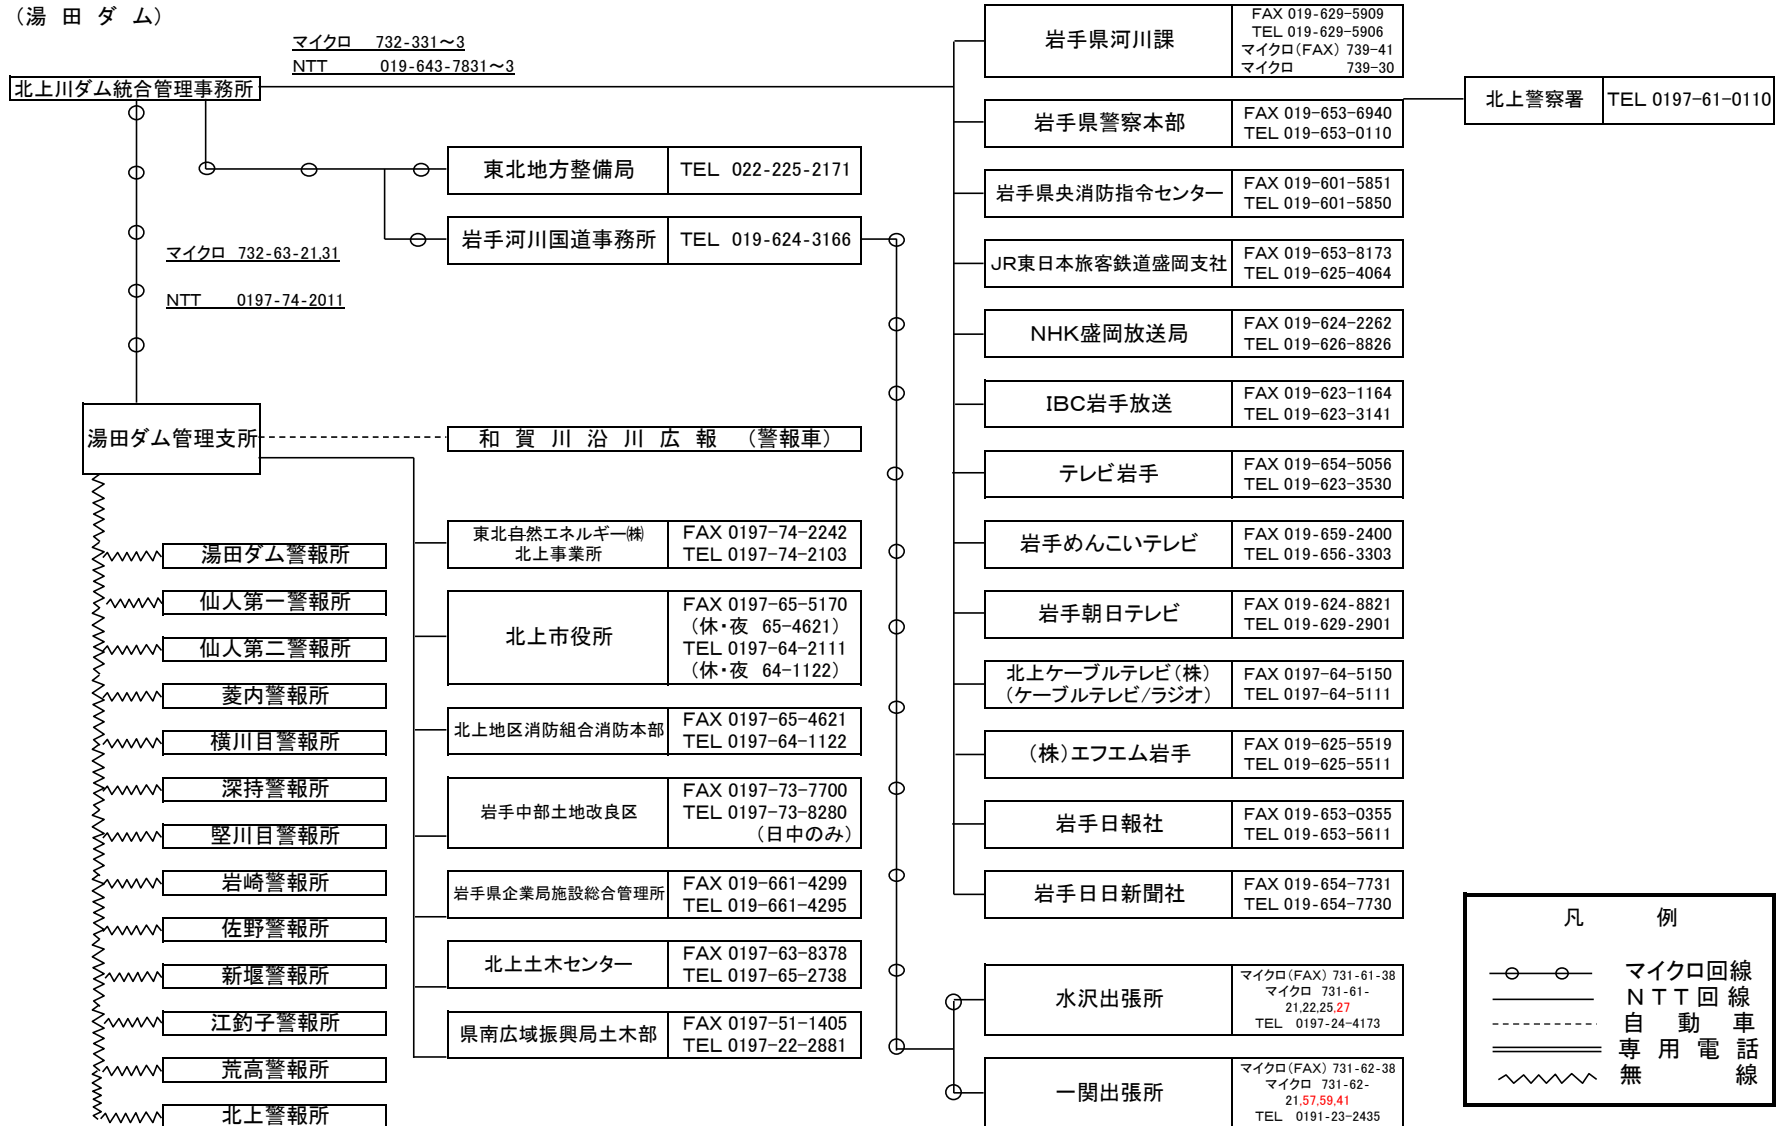 （湯 田 ダ ム）
マイクロ 732-331～3
NTT 019-643-7831～3
北上川ダム統合管理事務所
東北地方整備局 TEL 022-225-2171
岩手河川国道事務所 TEL 019-624-3166
マイクロ 732-63-21,31
NTT 0197-74-2011
湯田ダム管理支所
和 賀 川 沿 川 広 報 （警報車）
湯田ダム警報所
仙人第一警報所
仙人第二警報所
菱内警報所
横川目警報所
深持警報所
堅川目警報所
岩崎警報所
佐野警報所
新堰警報所
江釣子警報所
荒高警報所
北上警報所
東北自然エネルギー㈱
北上事業所
FAX 0197-74-2242
TEL 0197-74-2103
北上市役所
FAX 0197-65-5170
（休・夜 65-4621）
TEL 0197-64-2111
（休・夜 64-1122）
北上地区消防組合消防本部
FAX 0197-65-4621
TEL 0197-64-1122
岩手中部土地改良区
FAX 0197-73-7700
TEL 0197-73-8280
（日中のみ）
岩手県企業局施設総合管理所
FAX 019-661-4299
TEL 019-661-4295
北上土木センター
FAX 0197-63-8378
TEL 0197-65-2738
県南広域振興局土木部
FAX 0197-51-1405
TEL 0197-22-2881
岩手県河川課
FAX 019-629-5909
TEL 019-629-5906
マイクロ（FAX） 739-41
マイクロ 739-30
岩手県警察本部
FAX 019-653-6940
TEL 019-653-0110
北上警察署 TEL 0197-61-0110
岩手県央消防指令センター
FAX 019-601-5851
TEL 019-601-5850
JR東日本旅客鉄道盛岡支社
FAX 019-653-8173
TEL 019-625-4064
NHK盛岡放送局
FAX 019-624-2262
TEL 019-626-8826
IBC岩手放送
FAX 019-623-1164
TEL 019-623-3141
テレビ岩手
FAX 019-654-5056
TEL 019-623-3530
岩手めんこいテレビ
FAX 019-659-2400
TEL 019-656-3303
岩手朝日テレビ
FAX 019-624-8821
TEL 019-629-2901
北上ケーブルテレビ（株）
（ケーブルテレビ/ラジオ）
FAX 0197-64-5150
TEL 0197-64-5111
（株）エフエム岩手
FAX 019-625-5519
TEL 019-625-5511
岩手日報社
FAX 019-653-0355
TEL 019-653-5611
岩手日日新聞社
FAX 019-654-7731
TEL 019-654-7730
水沢出張所
マイクロ（FAX） 731-61-38
マイクロ 731-61-
21,22,25,27
TEL 0197-24-4173
一関出張所
マイクロ（FAX） 731-62-38
マイクロ 731-62-
21,57,59,41
TEL 0191-23-2435
凡 例
マイクロ回線
ＮＴＴ回線
自 動 車
専 用 電 話
無 線